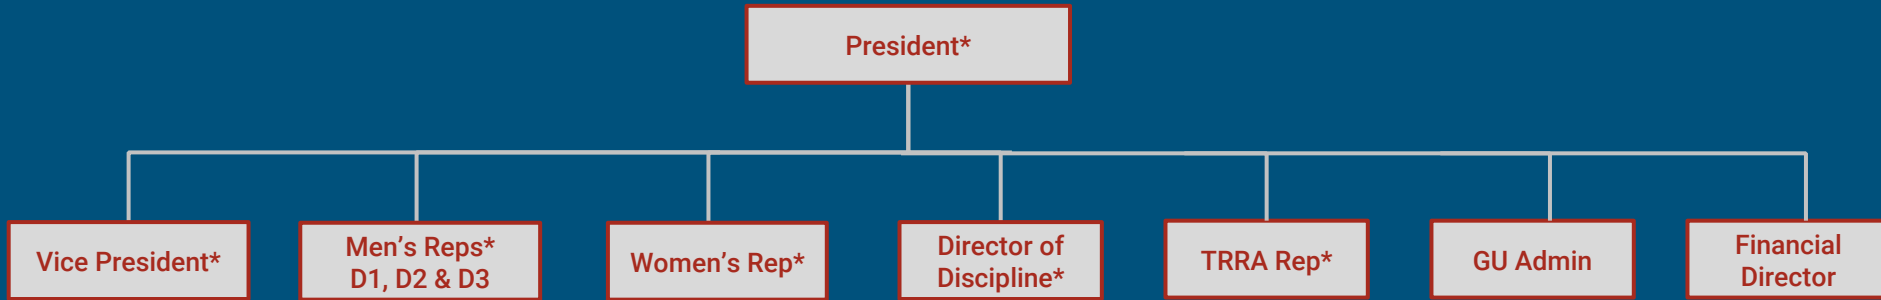 President*
Vice President*
Men’s Reps*
D1, D2 & D3
Women’s Rep*
Director of
Discipline*
TRRA Rep*
GU Admin
Financial
Director